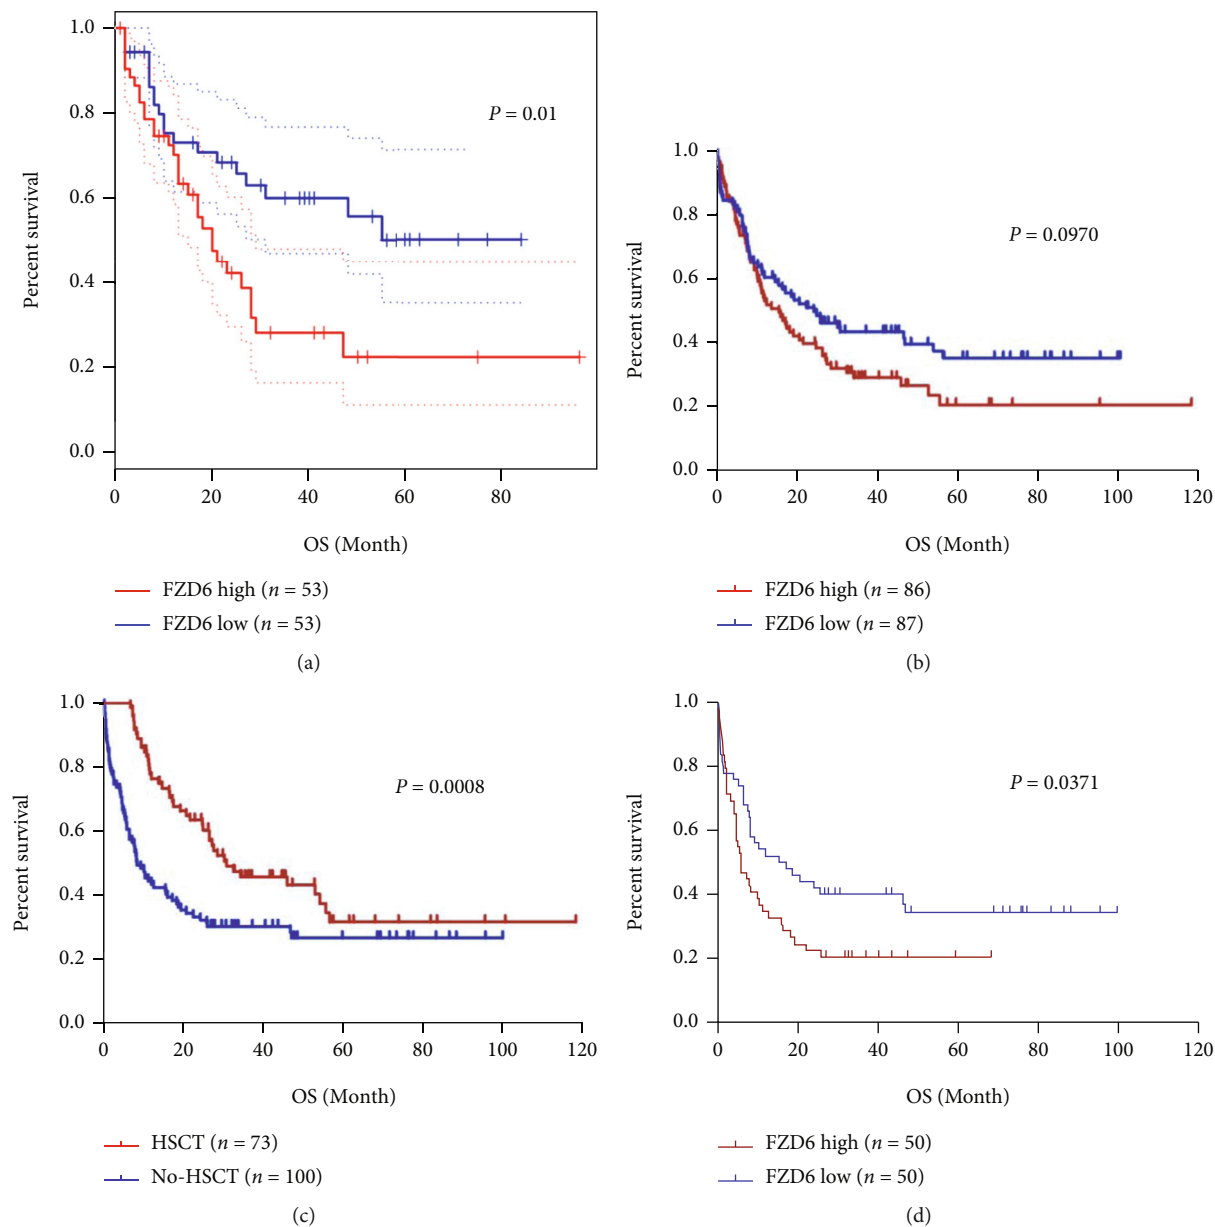 1.0
0.8
0.6
0.4
0.2
0.0
Percent survival
P = 0.01
0 20 40 60 80
OS (Month)
FZD6 high (n = 53)
FZD6 low (n = 53)
(a)
1.0
0.8
0.6
0.4
0.2
0.0
Percent survival
P = 0.0970
0 20 40 60 80 100 120
OS (Month)
FZD6 high (n = 86)
FZD6 low (n = 87)
(b)
1.0
0.8
0.6
0.4
0.2
0.0
Percent survival
P = 0.0008
0 20 40 60 80 100 120
OS (Month)
HSCT (n = 73)
No-HSCT (n = 100)
(c)
1.0
0.8
0.6
0.4
0.2
0.0
Percent survival
P = 0.0371
0 20 40 60 80 100 120
OS (Month)
FZD6 high (n = 50)
FZD6 low (n = 50)
(d)